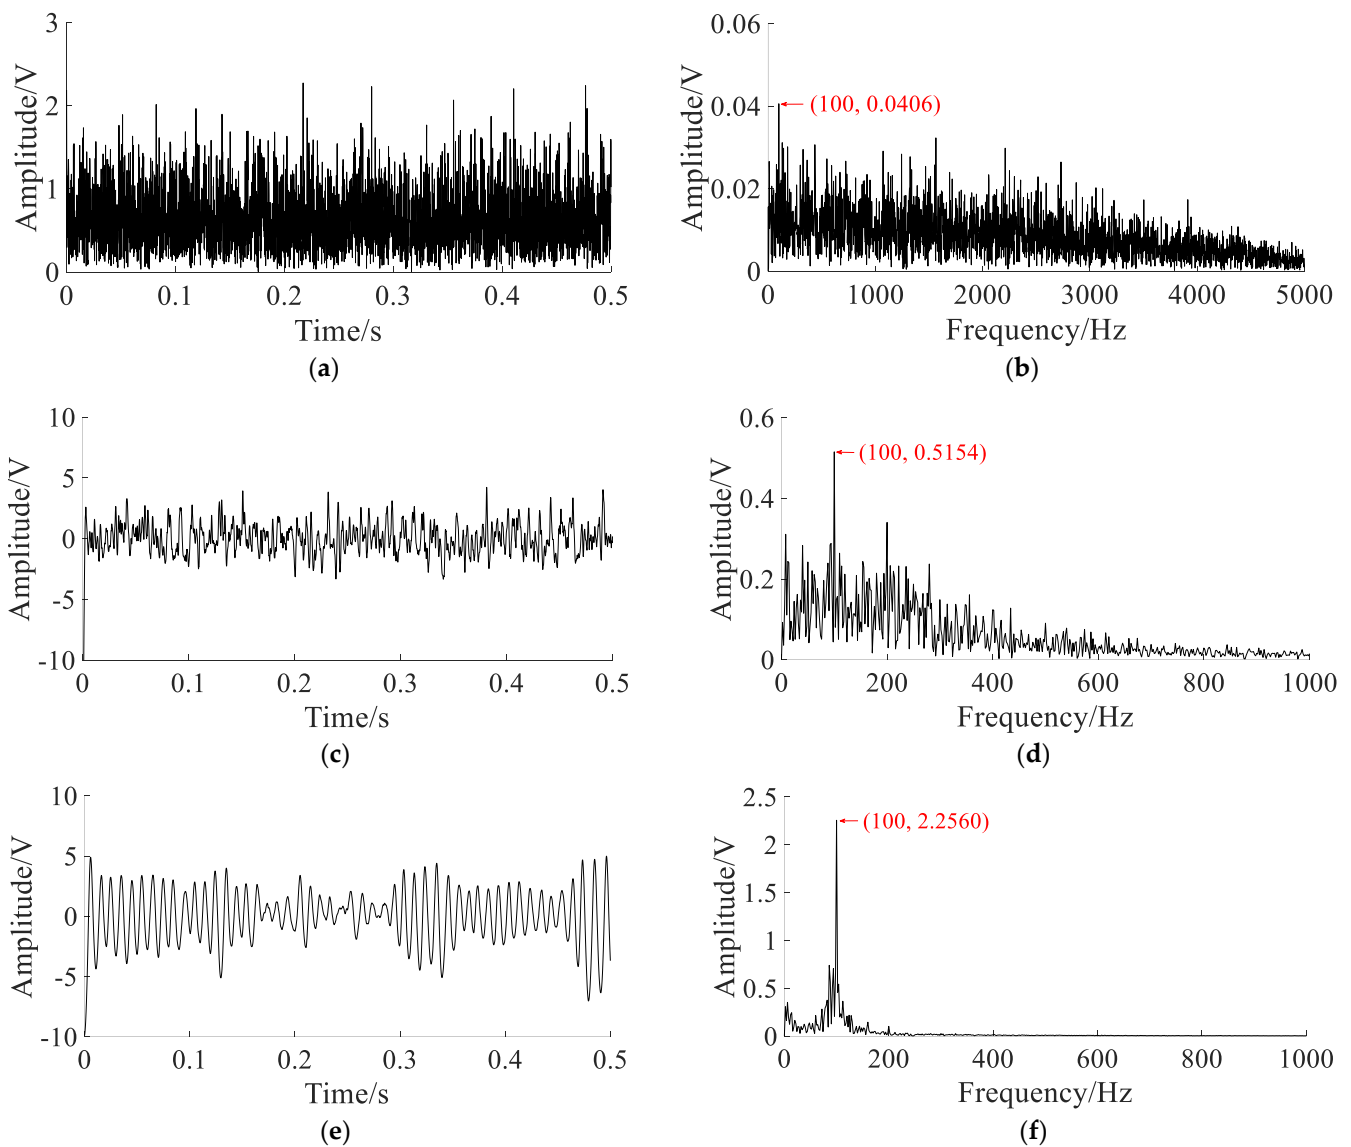 3
2
1
0
Amplitude/V
0 0.1 0.2 0.3 0.4 0.5
Time/s
(a)
0.06
0.04
0.02
0
Amplitude/V
(100, 0.0406)
0 1000 2000 3000 4000 5000
Frequency/Hz
(b)
10
5
0
-5
-10
Amplitude/V
0 0.1 0.2 0.3 0.4 0.5
Time/s
(c)
0.6
0.4
0.2
0
Amplitude/V
(100, 0.5154)
0 200 400 600 800 1000
Frequency/Hz
(d)
10
5
0
-5
-10
Amplitude/V
0 0.1 0.2 0.3 0.4 0.5
Time/s
(e)
2.5
2
1.5
1
0.5
0
Amplitude/V
(100, 2.2560)
0 200 400 600 800 1000
Frequency/Hz
(f)